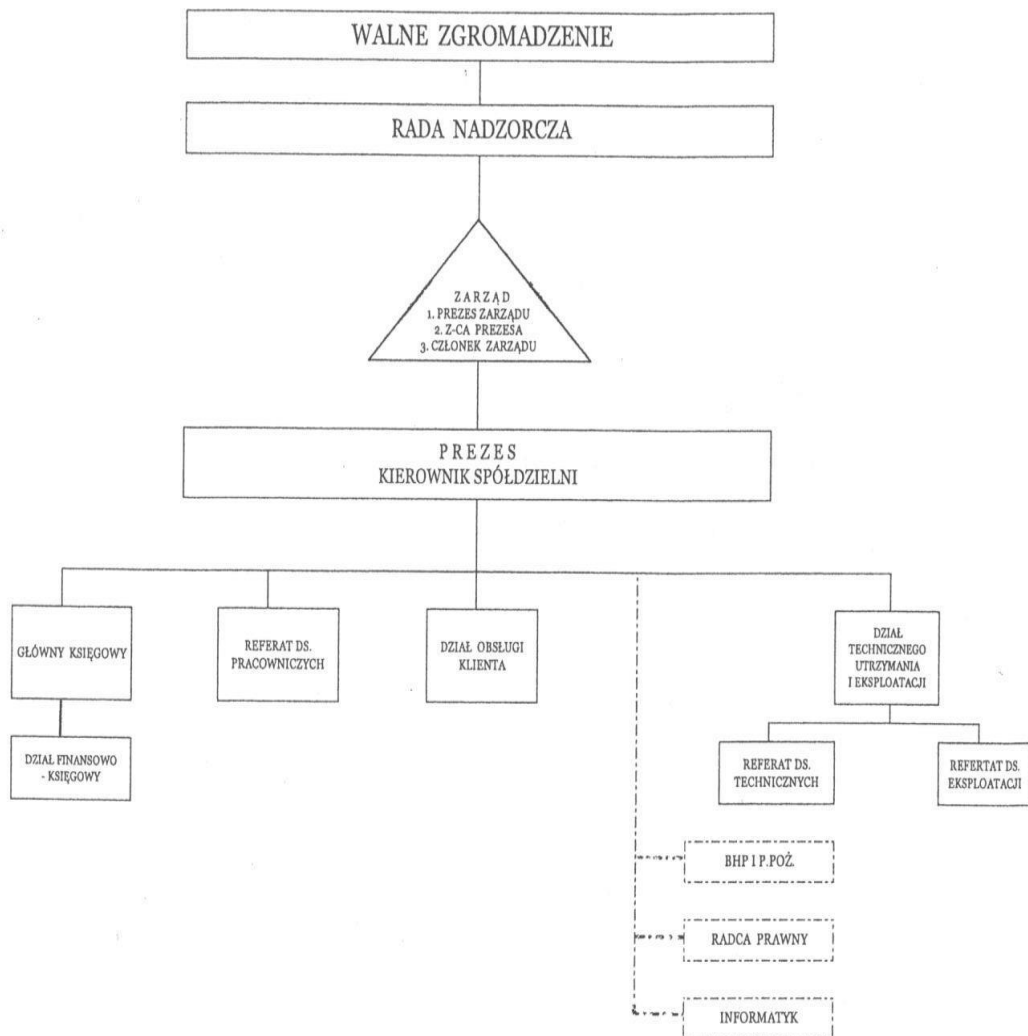 WALNE ZGROMADZENIE
RADA NADZORCZA
ZARZĄD
1. PREZES ZARZĄDU
2. Z-CA PREZESA
3. CZŁONEK ZARZĄDU
PREZES
KIEROWNIK SPÓŁDZIELNI
GŁÓWNY KSIĘGOWY
REFERAT DS.
PRACOWNICZYCH
DZIAŁ OBSŁUGI
KLIENTA
DZIAŁ
TECHNICZNEGO
UTRZYMANIA
I EKSPLOATACJI
DZIAŁ FINANSOWO
- KSIĘGOWY
REFERAT DS.
TECHNICZNYCH
REFERTAT DS.
EKSPLOATACJI
BHP I P.POŻ.
RADCA PRAWNY
INFORMATYK